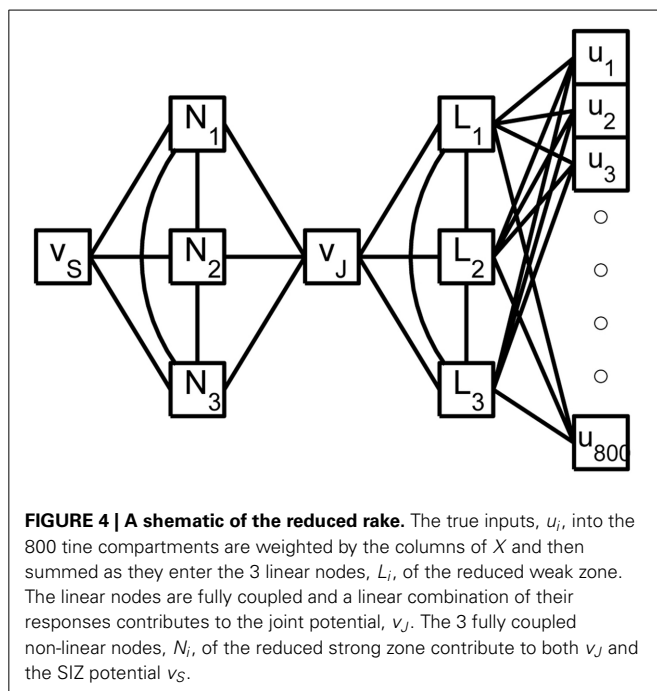 u1
u2
N1
L1
u3
vS
N2
vJ
L2
N3
L3
u800
FIGURE 4 | A shematic of the reduced rake. The true inputs, ui, into the
800 tine compartments are weighted by the columns of X and then
summed as they enter the 3 linear nodes, Li, of the reduced weak zone.
The linear nodes are fully coupled and a linear combination of their
responses contributes to the joint potential, vJ. The 3 fully coupled
non-linear nodes, Ni, of the reduced strong zone contribute to both vJ and
the SIZ potential vS.